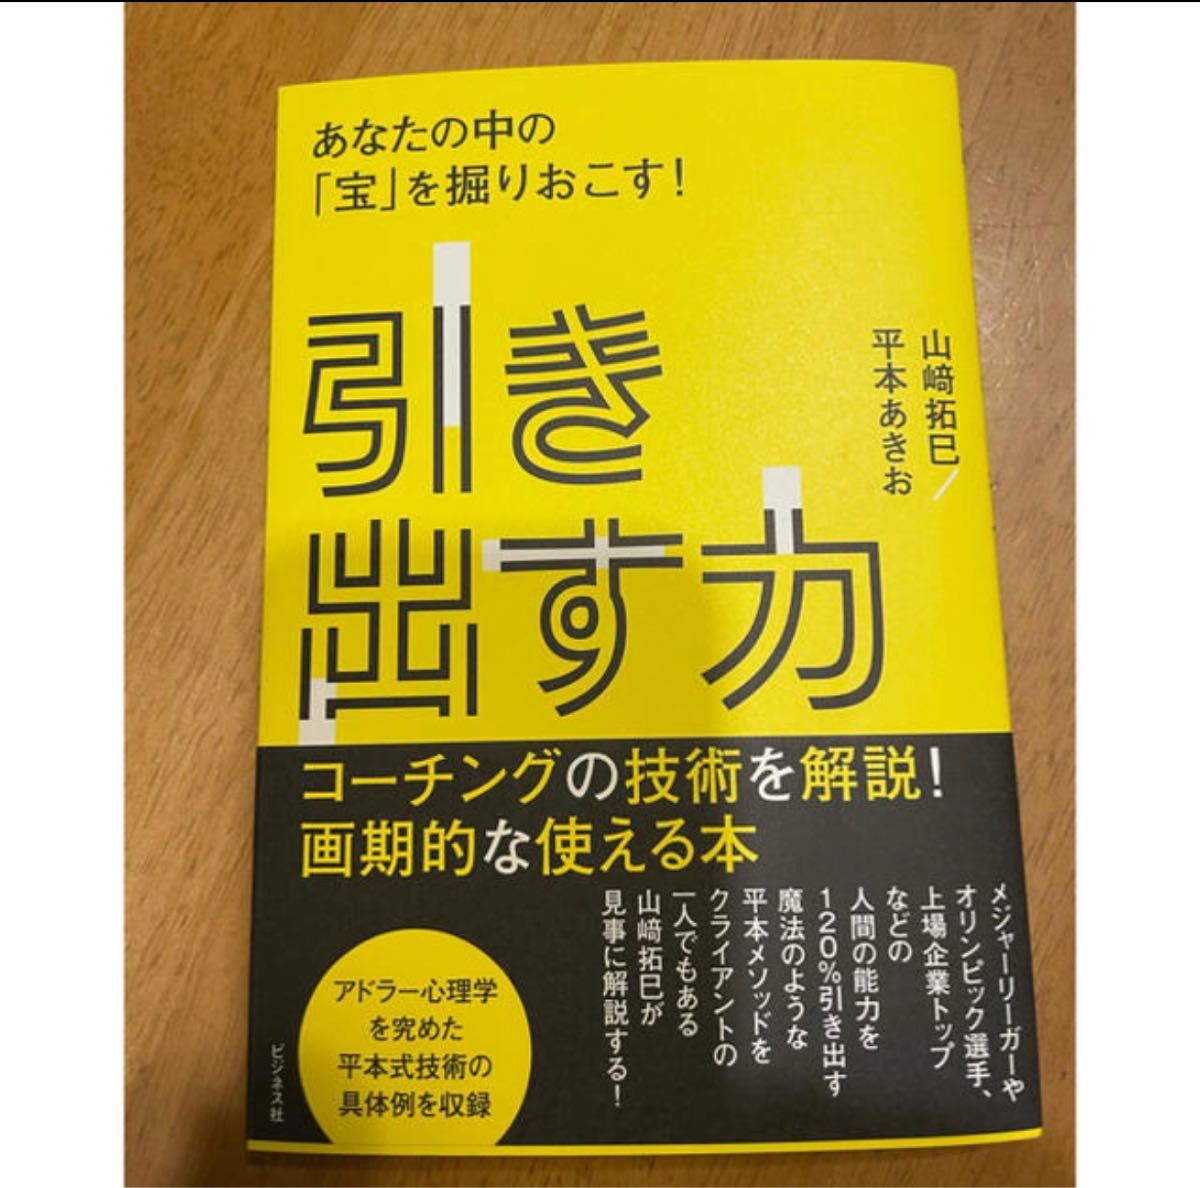 あなたの中の
「宝」を掘りおこす！
引き
出す力
山﨑拓巳／
平本あきお
コーチングの技術を解説！
画期的な使える本
メジャーリーガーや
オリンピック選手、
上場企業トップ
などの
人間の能力を
120%引き出す
魔法のような
平本メソッドを
クライアントの
一人でもある
山﨑拓巳が
見事に解説する！
アドラー心理学
を究めた
平本式技術の
具体例を収録
ビジネス社